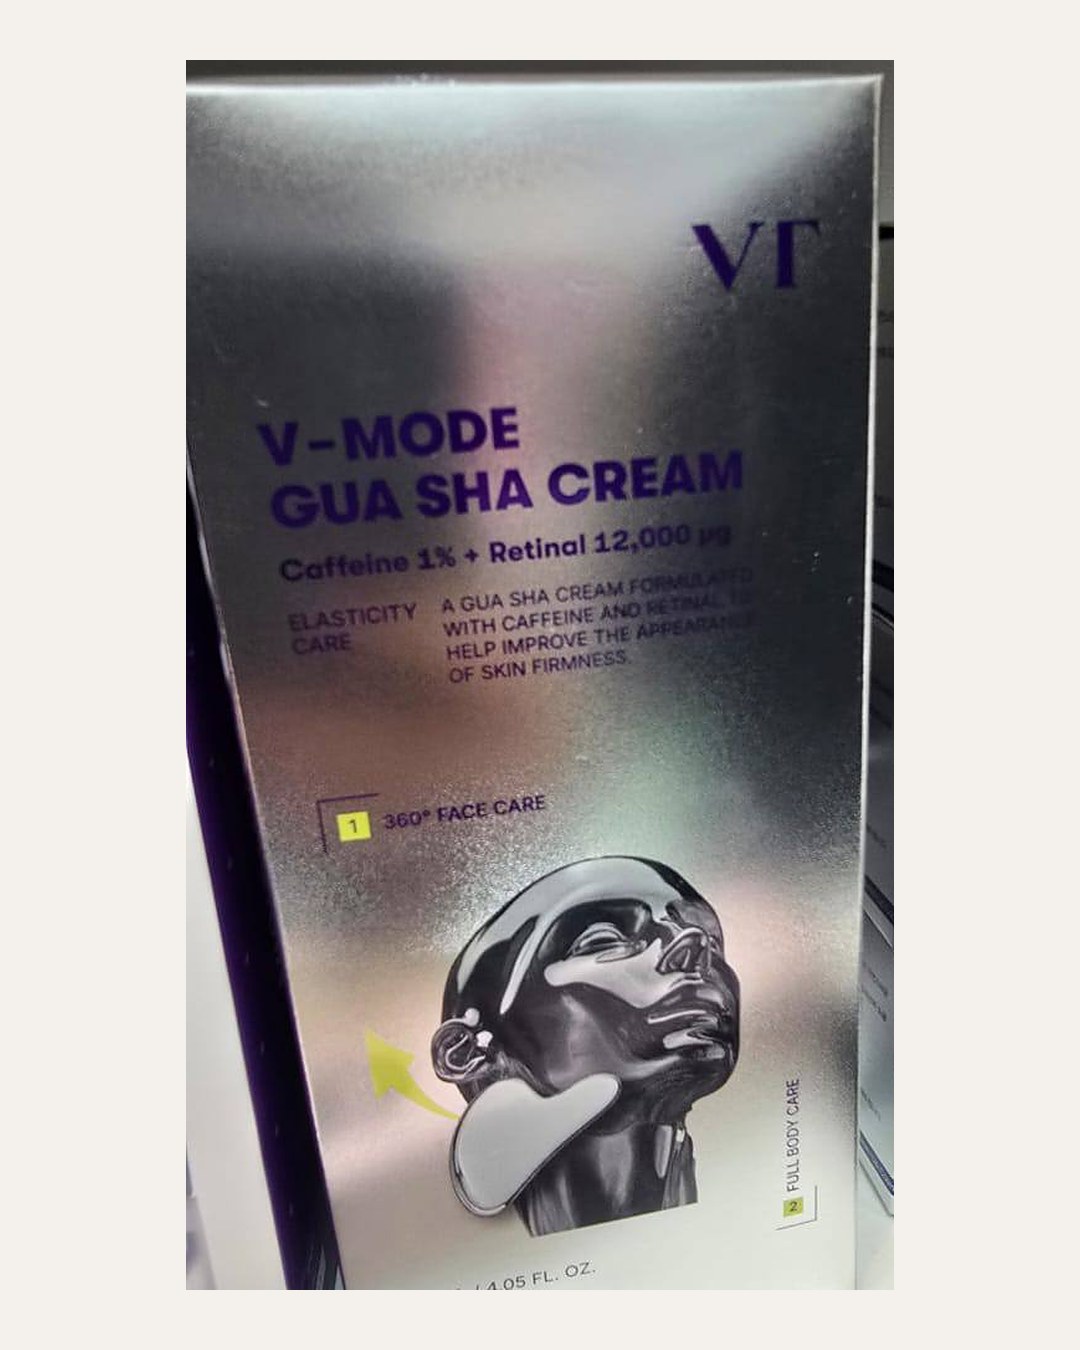 VT
V-MODE
GUA SHA CREAM
Caffeine 1% + Retinal 12,000 μg
ELASTICITY
CARE
A GUA SHA CREAM FORMULATED
WITH CAFFEINE AND RETINAL TO
HELP IMPROVE THE APPEARANCE
OF SKIN FIRMNESS.
1 360° FACE CARE
2 FULL BODY CARE
/ 4.05 FL. OZ.